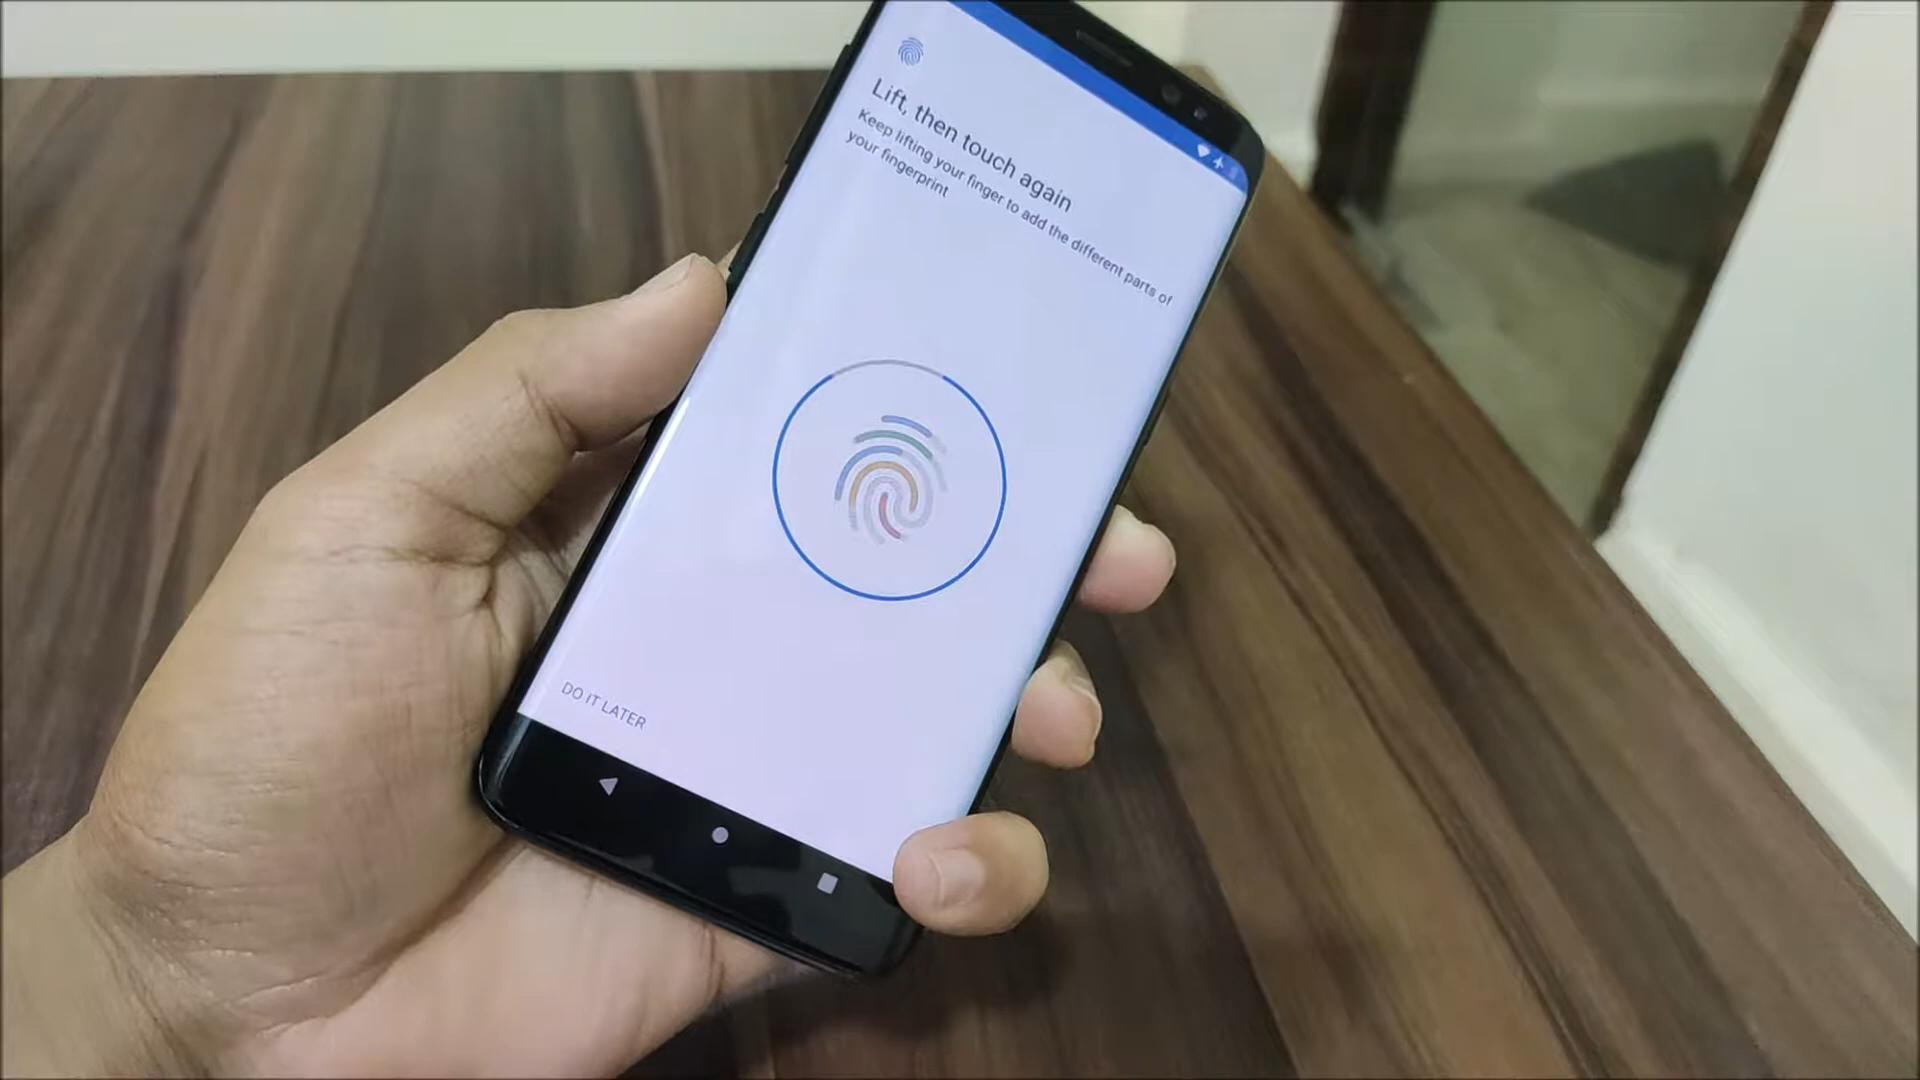 Lift, then touch again
Keep lifting your finger to add the different parts of
your fingerprint
DO IT LATER